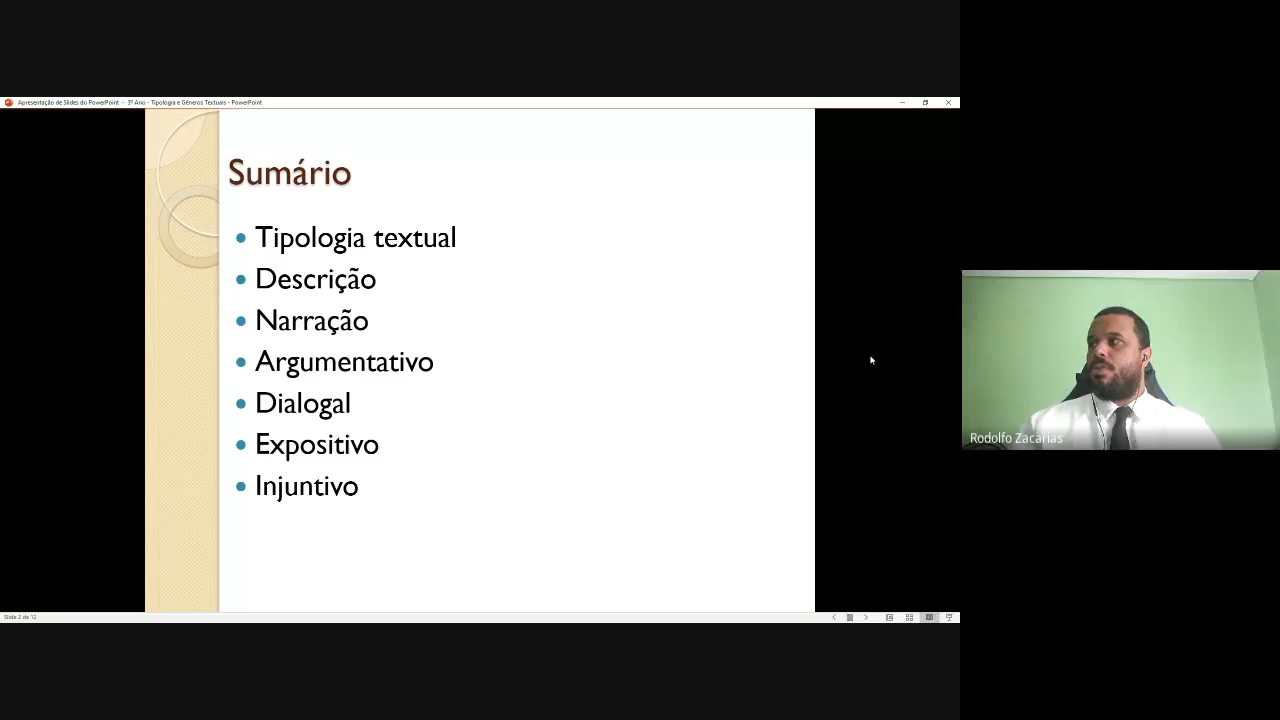 Apresentação de Slides do PowerPoint - 3º Ano - Tipologia e Gêneros Textuais - PowerPoint
Sumário
Tipologia textual
Descrição
Narração
Argumentativo
Dialogal
Expositivo
Injuntivo
Rodolfo Zacarias
Slide 2 de 12